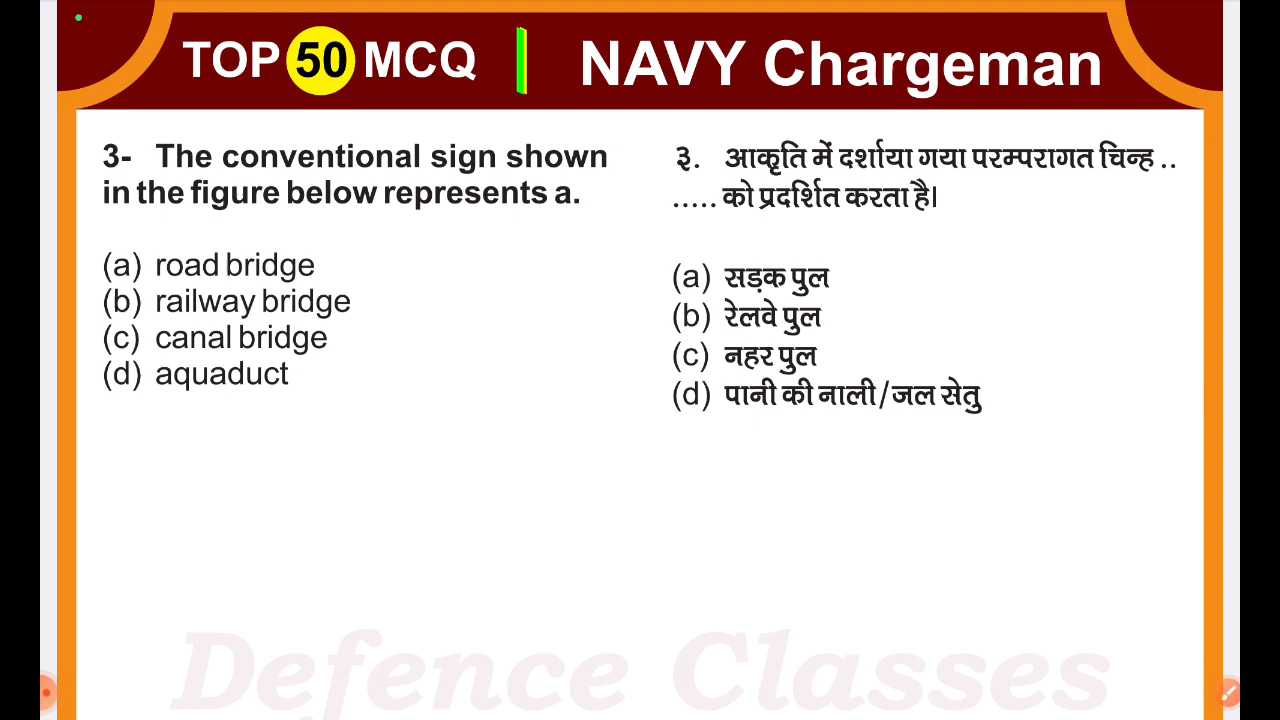 TOP 50 MCQ | NAVY Chargeman
3- The conventional sign shown
in the figure below represents a.
(a) road bridge
(b) railway bridge
(c) canal bridge
(d) aquaduct
३. आकृति में दर्शाया गया परम्परागत चिन्ह ..
..... को प्रदर्शित करता है।
(a) सड़क पुल
(b) रेलवे पुल
(c) नहर पुल
(d) पानी की नाली/जल सेतु
Defence Classes